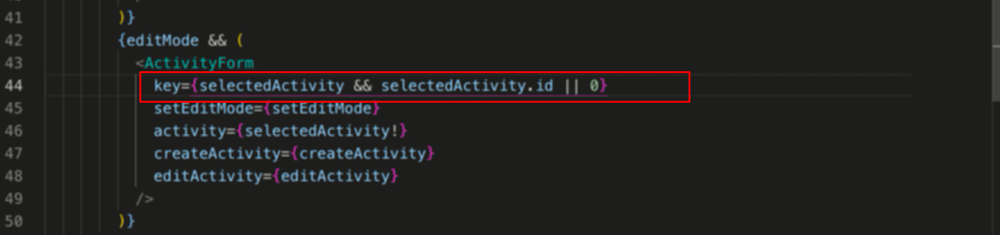 41 )}
42 {editMode && (
43 <ActivityForm
44 key={selectedActivity && selectedActivity.id || 0}
45 setEditMode={setEditMode}
46 activity={selectedActivity!}
47 createActivity={createActivity}
48 editActivity={editActivity}
49 />
50 )}